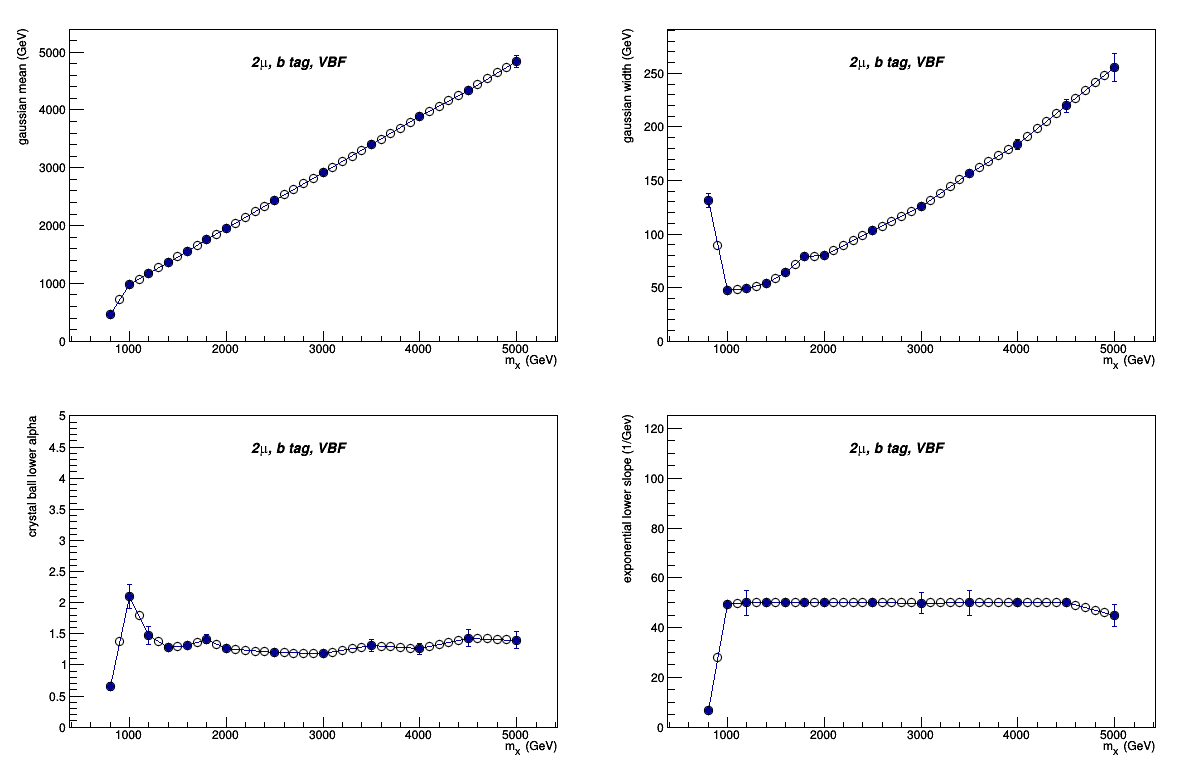 gaussian mean (GeV)
2μ, b tag, VBF
5000
4000
3000
2000
1000
0
1000 2000 3000 4000 5000
mx (GeV)
gaussian width (GeV)
2μ, b tag, VBF
250
200
150
100
50
0
1000 2000 3000 4000 5000
mx (GeV)
crystal ball lower alpha
2μ, b tag, VBF
5
4.5
4
3.5
3
2.5
2
1.5
1
0.5
0
1000 2000 3000 4000 5000
mx (GeV)
exponential lower slope (1/Gev)
2μ, b tag, VBF
120
100
80
60
40
20
0
1000 2000 3000 4000 5000
mx (GeV)